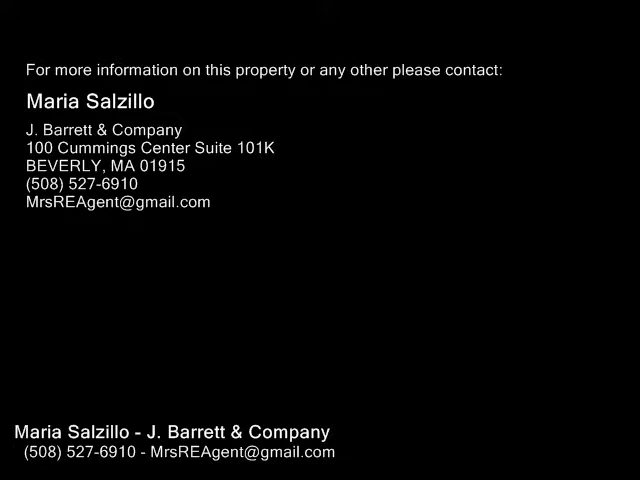 For more information on this property or any other please contact:
Maria Salzillo
J. Barrett & Company
100 Cummings Center Suite 101K
BEVERLY, MA 01915
(508) 527-6910
MrsREAgent@gmail.com
Maria Salzillo - J. Barrett & Company
(508) 527-6910 - MrsREAgent@gmail.com